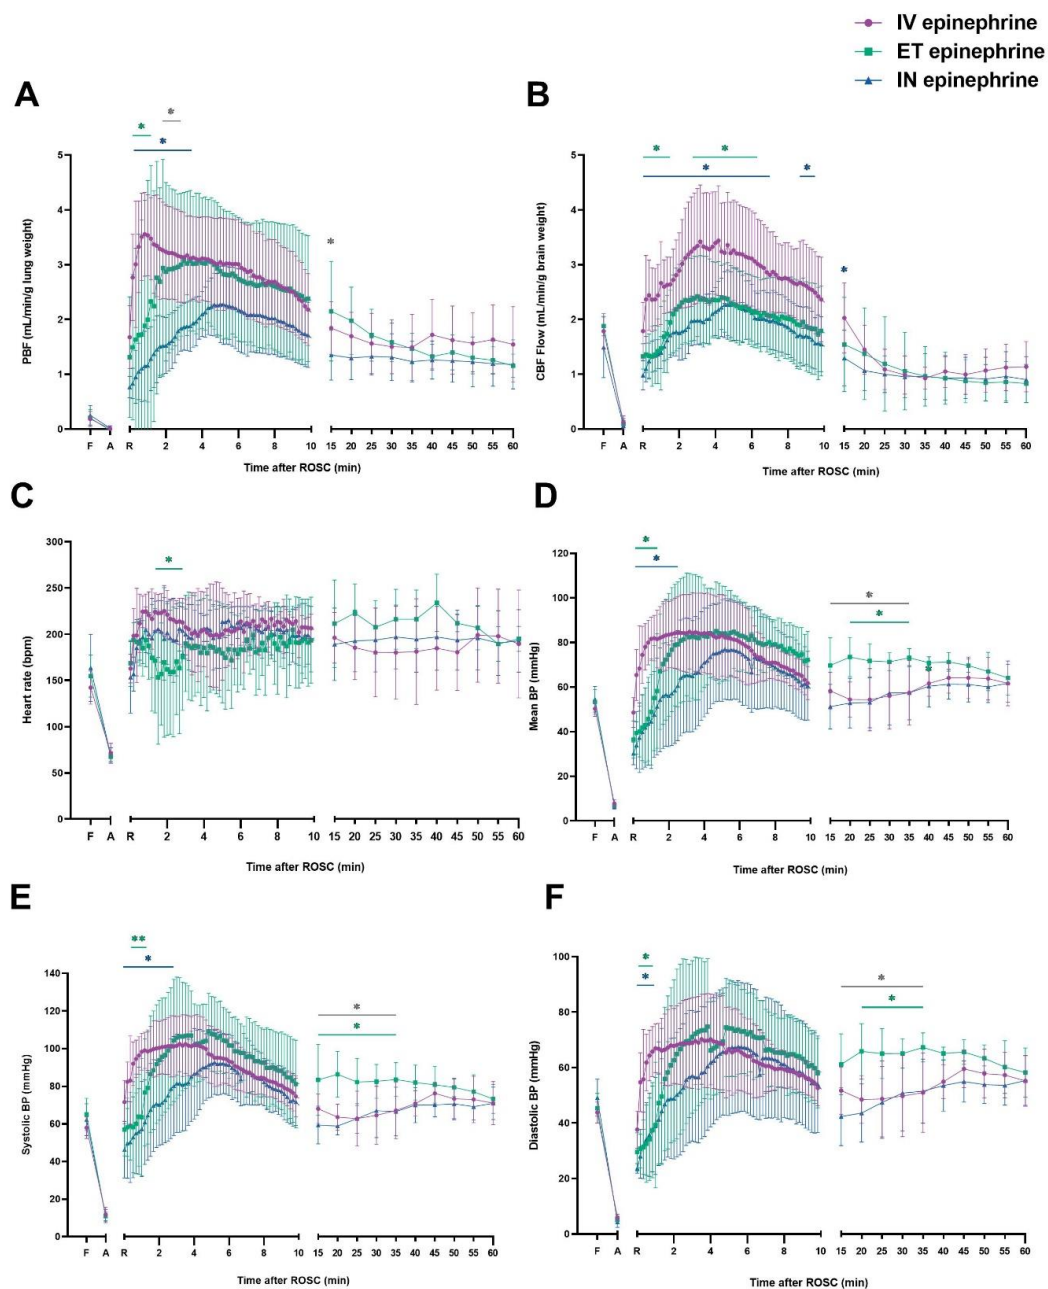 IV epinephrine
ET epinephrine
IN epinephrine
A
*
*
*
*
PBF (mL/min/g lung weight)
5
4
3
2
1
0
F A R 2 4 6 8 10 15 20 25 30 35 40 45 50 55 60
Time after ROSC (min)
B
*
*
*
*
*
CBF Flow (mL/min/g brain weight)
5
4
3
2
1
0
F A R 2 4 6 8 10 15 20 25 30 35 40 45 50 55 60
Time after ROSC (min)
C
*
Heart rate (bpm)
300
250
200
150
100
50
0
F A R 2 4 6 8 10 15 20 25 30 35 40 45 50 55 60
Time after ROSC (min)
D
*
*
*
*
*
Mean BP (mmHg)
120
100
80
60
40
20
0
F A R 2 4 6 8 10 15 20 25 30 35 40 45 50 55 60
Time after ROSC (min)
E
**
*
*
*
Systolic BP (mmHg)
140
120
100
80
60
40
20
0
F A R 2 4 6 8 10 15 20 25 30 35 40 45 50 55 60
Time after ROSC (min)
F
*
*
*
*
Diastolic BP (mmHg)
100
80
60
40
20
0
F A R 2 4 6 8 10 15 20 25 30 35 40 45 50 55 60
Time after ROSC (min)